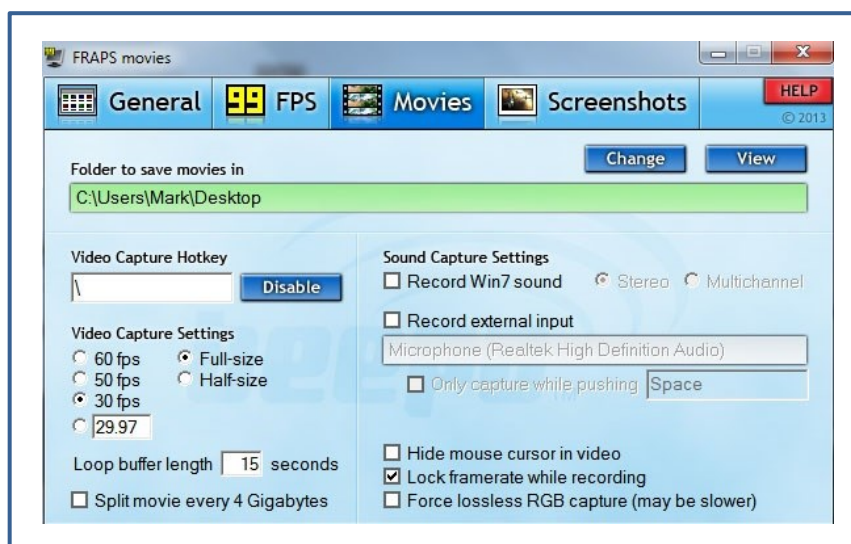 FRAPS movies
General
99 FPS
Movies
Screenshots
HELP
© 2013
Folder to save movies in
Change
View
C:\Users\Mark\Desktop
Video Capture Hotkey
\
Disable
Video Capture Settings
60 fps
Full-size
50 fps
Half-size
30 fps
29.97
Loop buffer length 15 seconds
Split movie every 4 Gigabytes
Sound Capture Settings
Record Win7 sound
Stereo
Multichannel
Record external input
Microphone (Realtek High Definition Audio)
Only capture while pushing Space
Hide mouse cursor in video
Lock framerate while recording
Force lossless RGB capture (may be slower)
beepa
TM